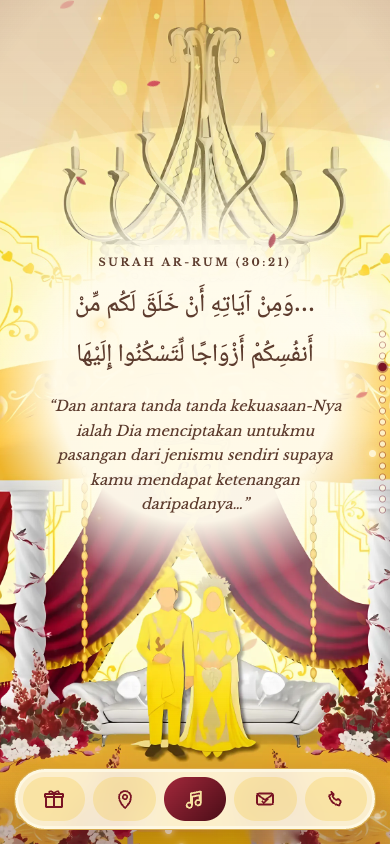 SURAH AR-RUM (30:21)
...وَمِنْ آيَاتِهِ أَنْ خَلَقَ لَكُم مِّنْ
أَنفُسِكُمْ أَزْوَاجًا لِّتَسْكُنُوا إِلَيْهَا
“Dan antara tanda tanda kekuasaan-Nya
ialah Dia menciptakan untukmu
pasangan dari jenismu sendiri supaya
kamu mendapat ketenangan
daripadanya...”